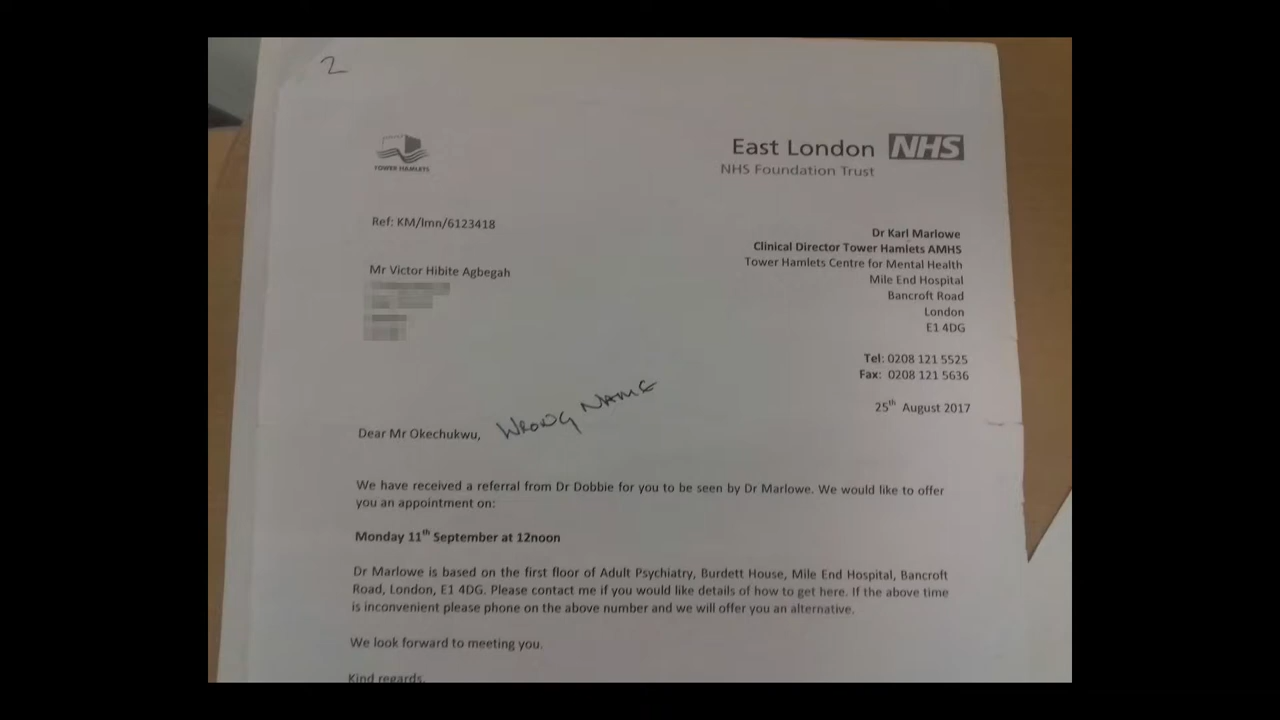 2
TOWER HAMLETS
East London NHS
NHS Foundation Trust
Ref: KM/lmn/6123418
Mr Victor Hibite Agbegah
Dr Karl Marlowe
Clinical Director Tower Hamlets AMHS
Tower Hamlets Centre for Mental Health
Mile End Hospital
Bancroft Road
London
E1 4DG
Tel: 0208 121 5525
Fax: 0208 121 5636
25th August 2017
Dear Mr Okechukwu, WRONG NAME
We have received a referral from Dr Dobbie for you to be seen by Dr Marlowe. We would like to offer
you an appointment on:
Monday 11th September at 12noon
Dr Marlowe is based on the first floor of Adult Psychiatry, Burdett House, Mile End Hospital, Bancroft
Road, London, E1 4DG. Please contact me if you would like details of how to get here. If the above time
is inconvenient please phone on the above number and we will offer you an alternative.
We look forward to meeting you.
Kind regards,